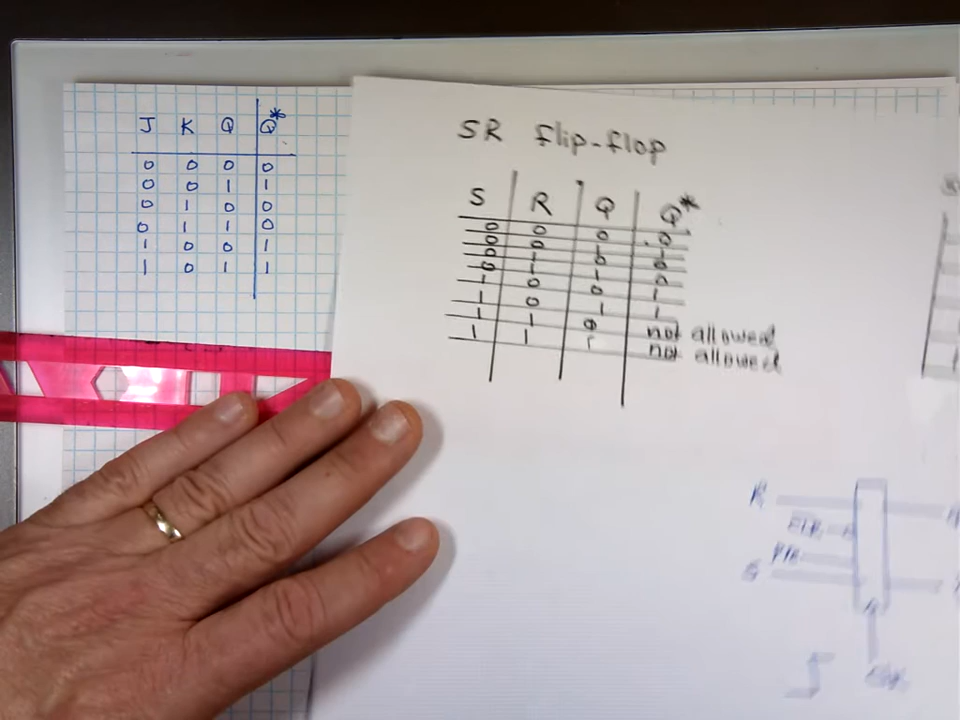 J K Q Q*
0 0 0 0
0 0 1 1
0 1 0 0
0 1 1 0
1 0 0 1
1 0 1 1
SR flip-flop
S R Q Q*
0 0 0 0
0 0 1 1
0 1 0 0
0 1 1 0
1 0 0 1
1 0 1 1
1 1 0 not allowed
1 1 1 not allowed
R
S